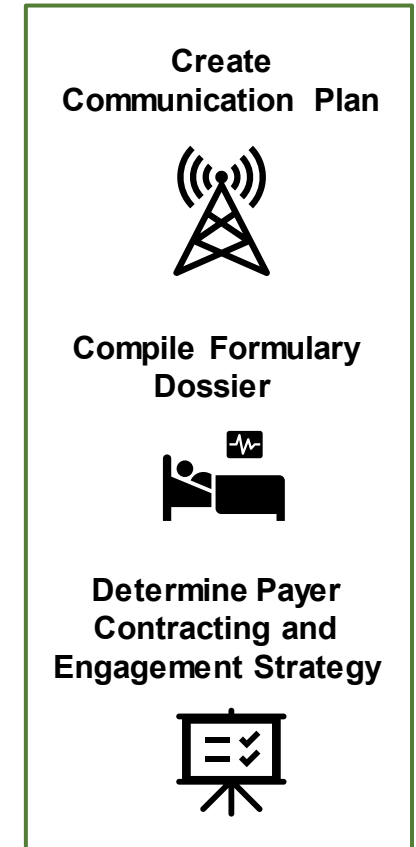 Create
Communication Plan
Compile Formulary
Dossier
Determine Payer
Contracting and
Engagement Strategy